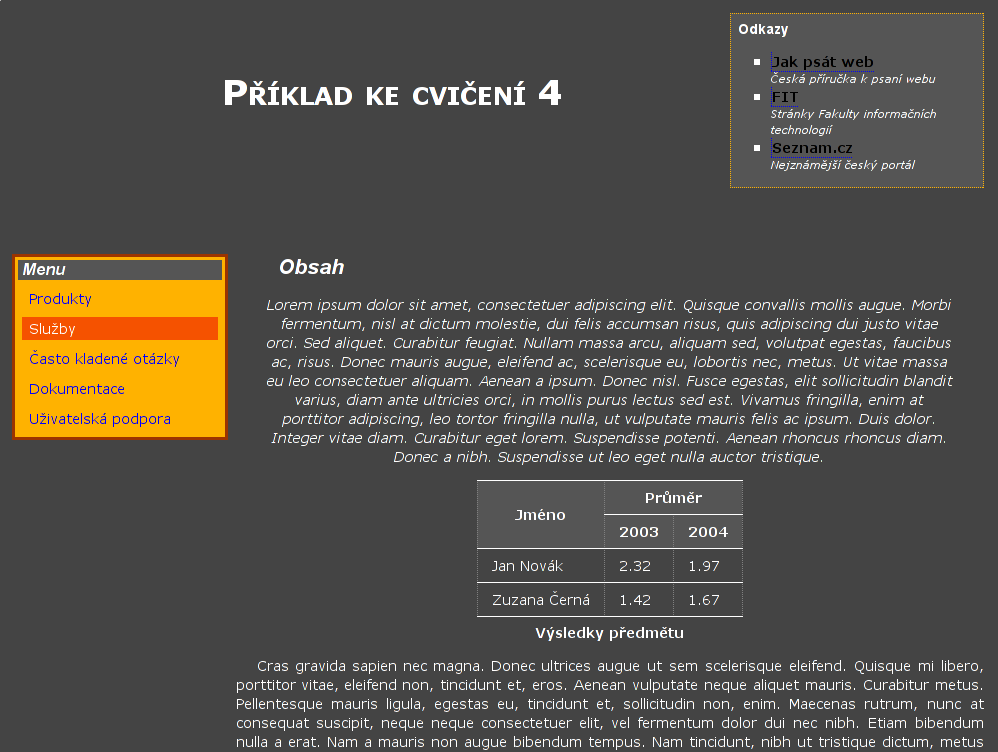 Příklad ke cvičení 4
Odkazy
Jak psát web
Česká příručka k psaní webu
FIT
Stránky Fakulty informačních
technologií
Seznam.cz
Nejznámější český portál
Menu
Produkty
Služby
Často kladené otázky
Dokumentace
Uživatelská podpora
Obsah
Lorem ipsum dolor sit amet, consectetuer adipiscing elit. Quisque convallis mollis augue. Morbi
fermentum, nisl at dictum molestie, dui felis accumsan risus, quis adipiscing dui justo vitae
orci. Sed aliquet. Curabitur feugiat. Nullam massa arcu, aliquam sed, volutpat egestas, faucibus
ac, risus. Donec mauris augue, eleifend ac, scelerisque eu, lobortis nec, metus. Ut vitae massa
eu leo consectetuer aliquam. Aenean a ipsum. Donec nisl. Fusce egestas, elit sollicitudin blandit
varius, diam ante ultricies orci, in mollis purus lectus sed est. Vivamus fringilla, enim at
porttitor adipiscing, leo tortor fringilla nulla, ut vulputate mauris felis ac ipsum. Duis dolor.
Integer vitae diam. Curabitur eget lorem. Suspendisse potenti. Aenean rhoncus rhoncus diam.
Donec a nibh. Suspendisse ut leo eget nulla auctor tristique.
Jméno Průměr
2003 2004
Jan Novák 2.32 1.97
Zuzana Černá 1.42 1.67
Výsledky předmětu
Cras gravida sapien nec magna. Donec ultrices augue ut sem scelerisque eleifend. Quisque mi libero,
porttitor vitae, eleifend non, tincidunt et, eros. Aenean vulputate neque aliquet mauris. Curabitur metus.
Pellentesque mauris ligula, egestas eu, tincidunt et, sollicitudin non, enim. Maecenas rutrum, nunc at
consequat suscipit, neque neque consectetuer elit, vel fermentum dolor dui nec nibh. Etiam bibendum
nulla a erat. Nam a mauris non augue bibendum tempus. Nam tincidunt, nibh ut tristique dictum, metus